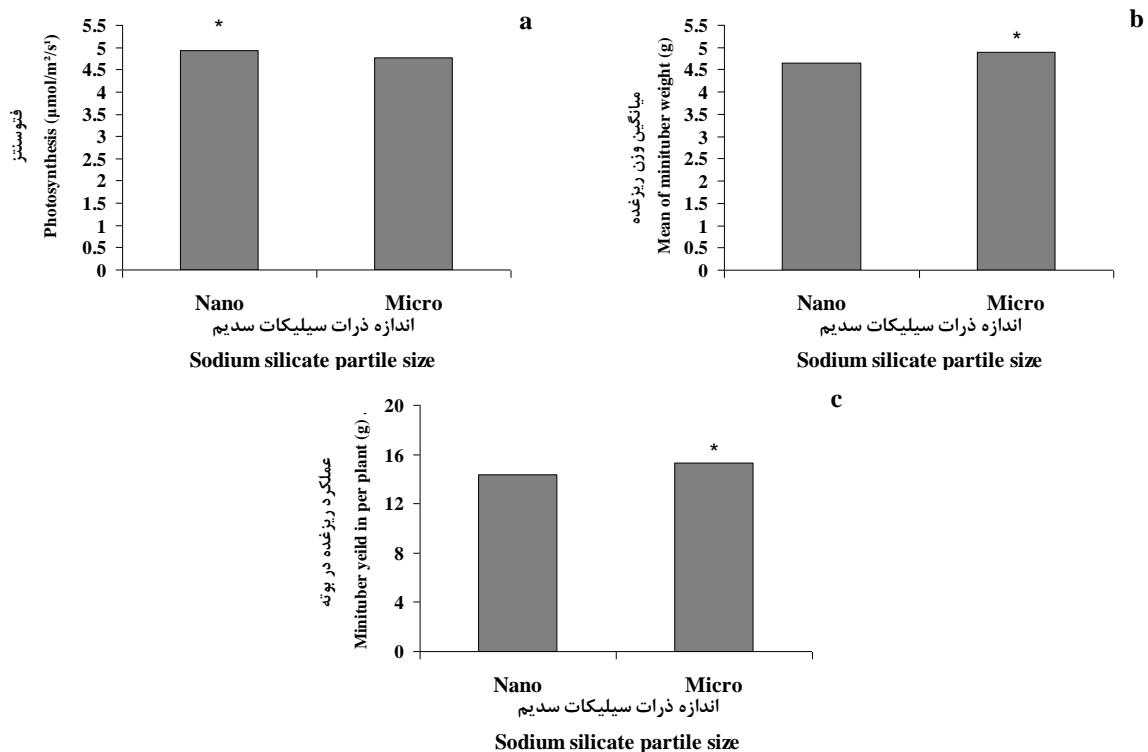 a
*
5.5
5
4.5
4
3.5
3
2.5
2
1.5
1
0.5
0
فتوسنتز
Photosynthesis (µmol/m²/s¹)
Nano Micro
اندازه ذرات سیلیکات سدیم
Sodium silicate partile size
b
*
5.5
5
4.5
4
3.5
3
2.5
2
1.5
1
0.5
0
میانگین وزن ریزغده
Mean of minituber weight (g)
Nano Micro
اندازه ذرات سیلیکات سدیم
Sodium silicate partile size
c
*
20
16
12
8
4
0
عملکرد ریزغده در بوته
Minituber yeild in per plant (g) .
Nano Micro
اندازه ذرات سیلیکات سدیم
Sodium silicate partile size